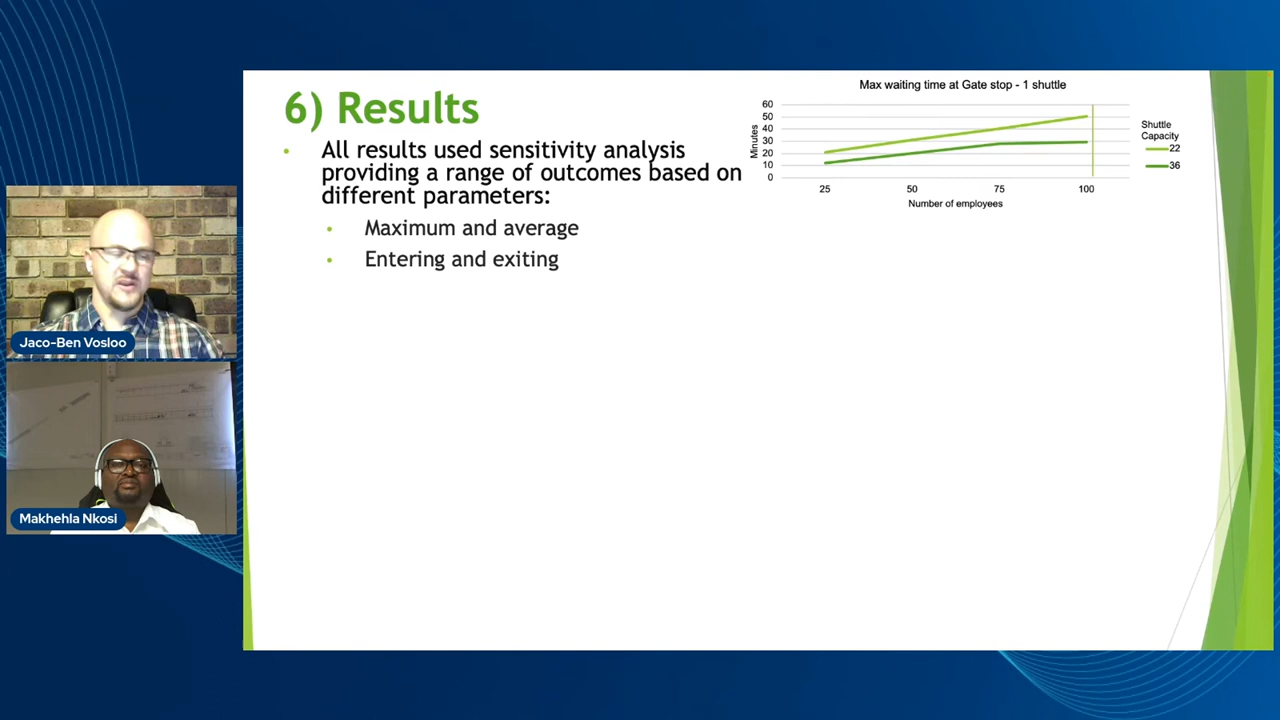 6) Results
All results used sensitivity analysis
providing a range of outcomes based on
different parameters:
Maximum and average
Entering and exiting
Max waiting time at Gate stop - 1 shuttle
60
50
40
30
20
10
0
Minutes
25 50 75 100
Number of employees
Shuttle
Capacity
22
36
Jaco-Ben Vosloo
Makhehla Nkosi